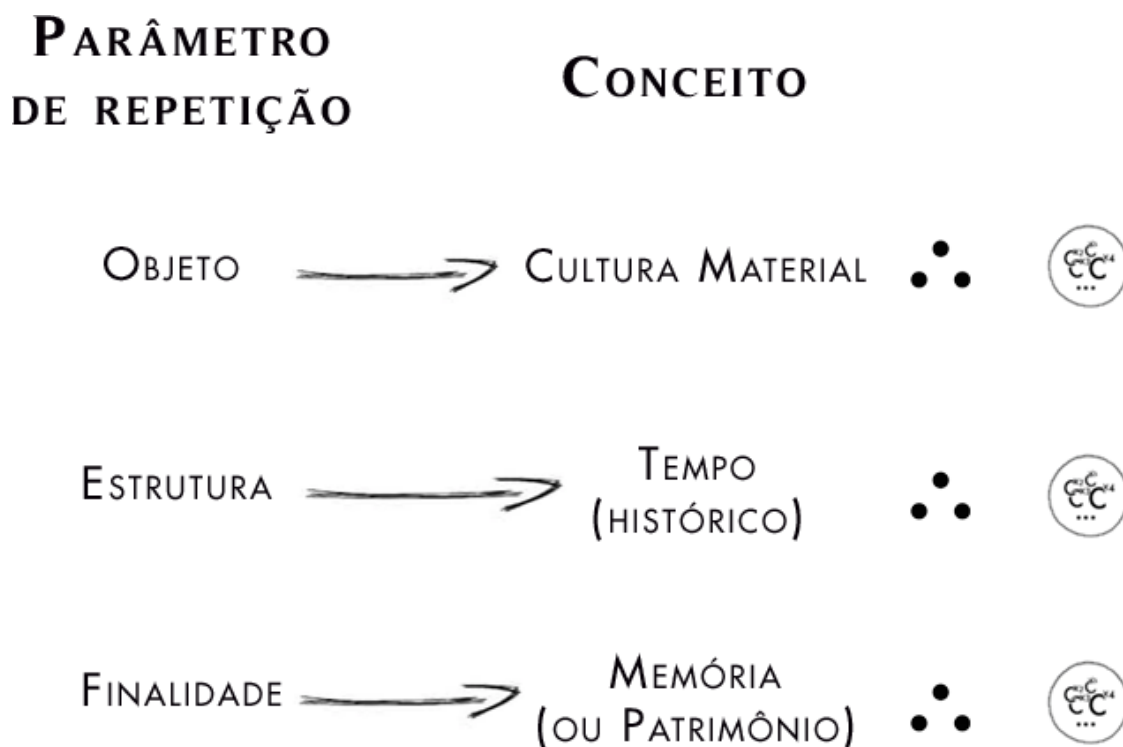 PARÂMETRO
DE REPETIÇÃO
CONCEITO
OBJETO
CULTURA MATERIAL
ESTRUTURA
TEMPO
(HISTÓRICO)
FINALIDADE
MEMÓRIA
(OU PATRIMÔNIO)